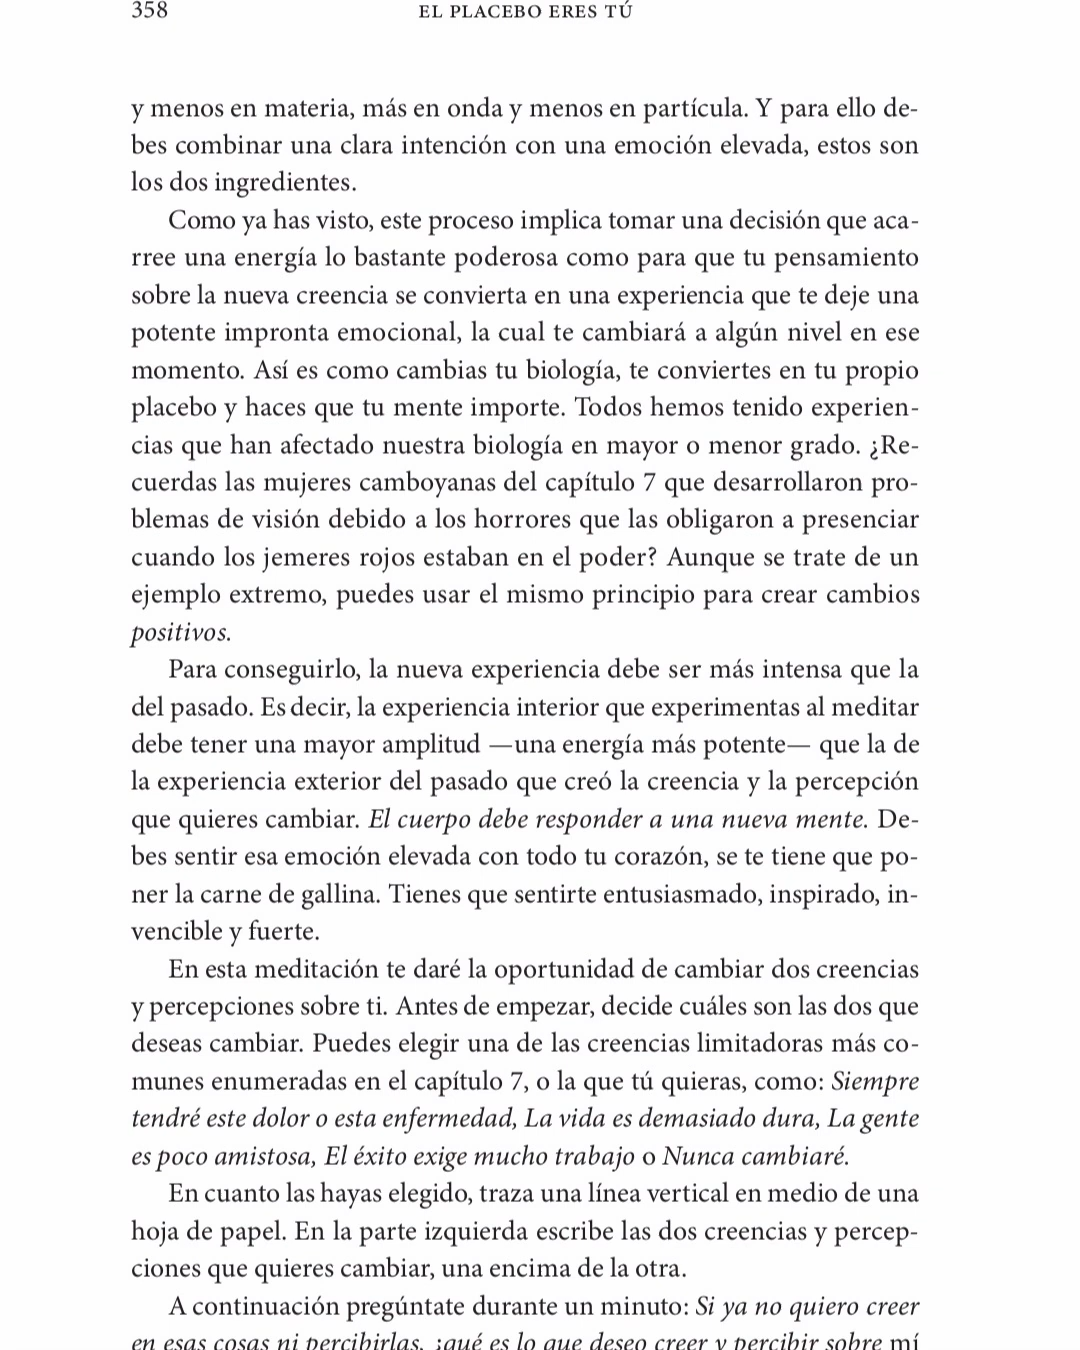 358
EL PLACEBO ERES TÚ
y menos en materia, más en onda y menos en partícula. Y para ello de-
bes combinar una clara intención con una emoción elevada, estos son
los dos ingredientes.
Como ya has visto, este proceso implica tomar una decisión que aca-
rree una energía lo bastante poderosa como para que tu pensamiento
sobre la nueva creencia se convierta en una experiencia que te deje una
potente impronta emocional, la cual te cambiará a algún nivel en ese
momento. Así es como cambias tu biología, te conviertes en tu propio
placebo y haces que tu mente importe. Todos hemos tenido experien-
cias que han afectado nuestra biología en mayor o menor grado. ¿Re-
cuerdas las mujeres camboyanas del capítulo 7 que desarrollaron pro-
blemas de visión debido a los horrores que las obligaron a presenciar
cuando los jemeres rojos estaban en el poder? Aunque se trate de un
ejemplo extremo, puedes usar el mismo principio para crear cambios
positivos.
Para conseguirlo, la nueva experiencia debe ser más intensa que la
del pasado. Es decir, la experiencia interior que experimentas al meditar
debe tener una mayor amplitud —una energía más potente— que la de
la experiencia exterior del pasado que creó la creencia y la percepción
que quieres cambiar. El cuerpo debe responder a una nueva mente. De-
bes sentir esa emoción elevada con todo tu corazón, se te tiene que po-
ner la carne de gallina. Tienes que sentirte entusiasmado, inspirado, in-
vencible y fuerte.
En esta meditación te daré la oportunidad de cambiar dos creencias
y percepciones sobre ti. Antes de empezar, decide cuáles son las dos que
deseas cambiar. Puedes elegir una de las creencias limitadoras más co-
munes enumeradas en el capítulo 7, o la que tú quieras, como: Siempre
tendré este dolor o esta enfermedad, La vida es demasiado dura, La gente
es poco amistosa, El éxito exige mucho trabajo o Nunca cambiaré.
En cuanto las hayas elegido, traza una línea vertical en medio de una
hoja de papel. En la parte izquierda escribe las dos creencias y percep-
ciones que quieres cambiar, una encima de la otra.
A continuación pregúntate durante un minuto: Si ya no quiero creer
en esas cosas ni percibirlas, ¿qué es lo que deseo creer y percibir sobre mí